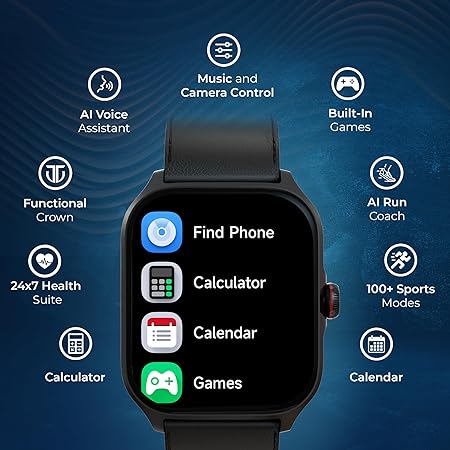 Music and
Camera Control
AI Voice
Assistant
Built-In
Games
Functional
Crown
AI Run
Coach
24x7 Health
Suite
100+ Sports
Modes
Calculator
Calendar
Find Phone
Calculator
Calendar
Games